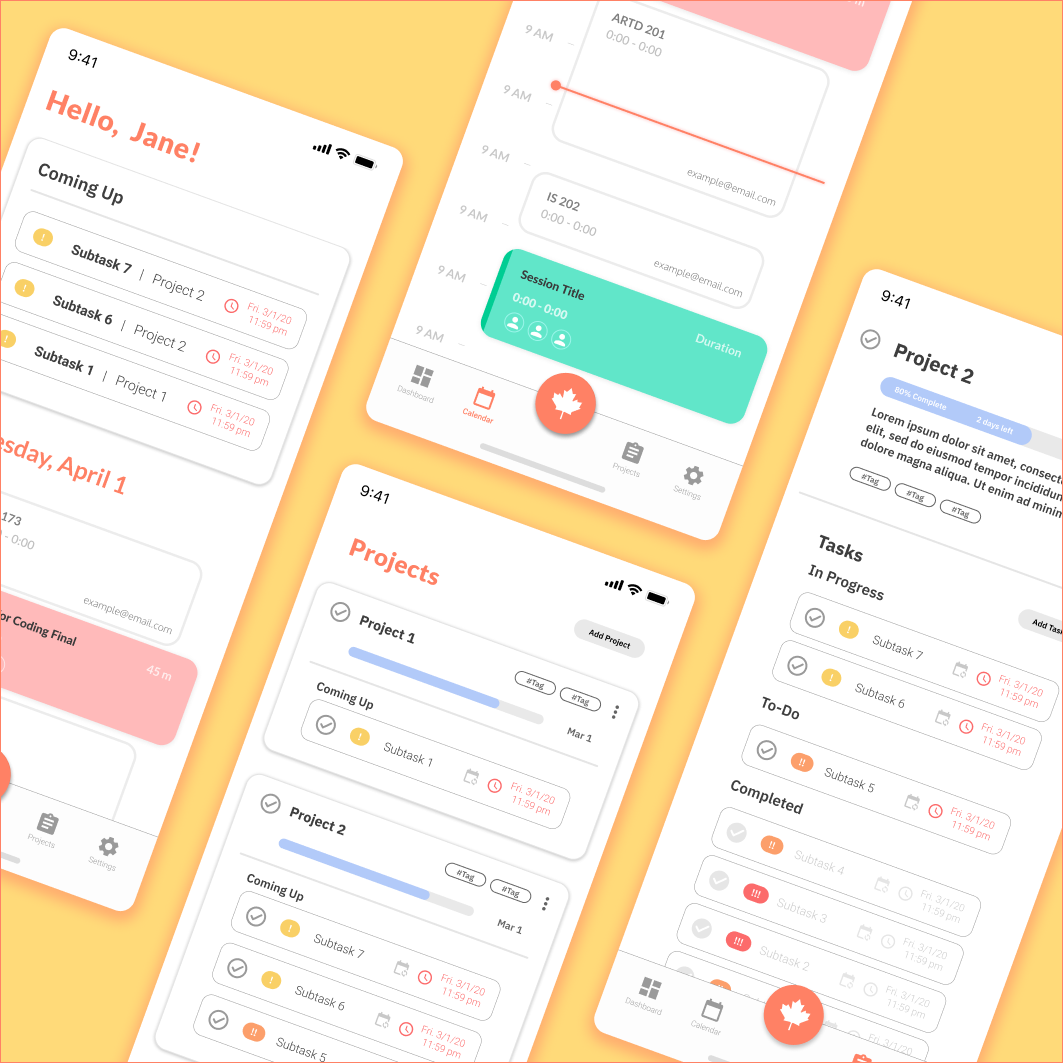 9:41
Hello, Jane!
Coming Up
!
Subtask 7 | Project 2
Fri. 3/1/20
11:59 pm
!
Subtask 6 | Project 2
Fri. 3/1/20
11:59 pm
!
Subtask 1 | Project 1
Fri. 3/1/20
11:59 pm
esday, April 1
173
- 0:00
example@email.com
or Coding Final
45 m
Projects
Settings
m
9 AM
ARTD 201
0:00 - 0:00
9 AM
example@email.com
9 AM
IS 202
0:00 - 0:00
9 AM
example@email.com
9 AM
Session Title
0:00 - 0:00
Duration
9 AM
Dashboard
Calendar
Projects
Settings
9:41
Projects
Add Project
Project 1
#Tag
#Tag
Mar 1
Coming Up
!
Subtask 1
Fri. 3/1/20
11:59 pm
Project 2
#Tag
#Tag
Mar 1
Coming Up
!
Subtask 7
Fri. 3/1/20
11:59 pm
!
Subtask 6
Fri. 3/1/20
11:59 pm
!!
Subtask 5
9:41
Project 2
80% Complete
2 days left
Lorem ipsum dolor sit amet, consect
elit, sed do eiusmod tempor incididun
dolore magna aliqua. Ut enim ad minim
#Tag
#Tag
#Tag
Tasks
In Progress
Add Tas
!
Subtask 7
Fri. 3/1/20
11:59 pm
!
Subtask 6
Fri. 3/1/20
11:59 pm
To-Do
!!
Subtask 5
Fri. 3/1/20
11:59 pm
Completed
!!
Subtask 4
Fri. 3/1/20
11:59 pm
!!!
Subtask 3
Fri. 3/1/20
11:59 pm
!!!
Subtask 2
Fri. 3/1/20
11:59 pm
!!
Fri. 3/1/20
Dashboard
Calendar